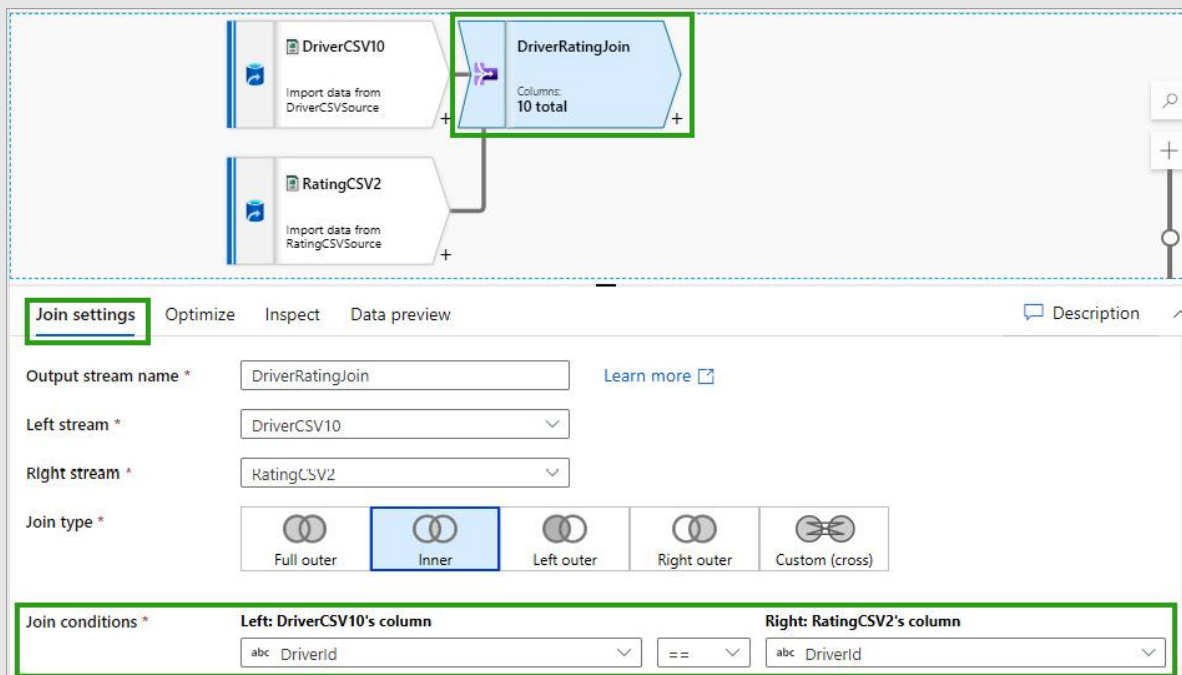 DriverCSV10
Import data from
DriverCSVSource
+
DriverRatingJoin
Columns:
10 total
+
RatingCSV2
Import data from
RatingCSVSource
+
Join settings Optimize Inspect Data preview Description
Output stream name * DriverRatingJoin Learn more
Left stream * DriverCSV10
Right stream * RatingCSV2
Join type *
Full outer Inner Left outer Right outer Custom (cross)
Join conditions * Left: DriverCSV10's column Right: RatingCSV2's column
abc DriverId == abc DriverId